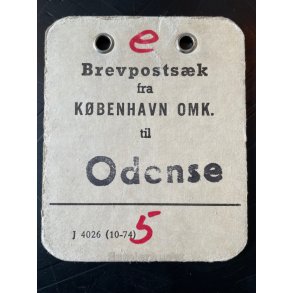 e
Brevpostsæk
fra
KØBENHAVN OMK.
til
Odense
J 4026 (10-74) 5